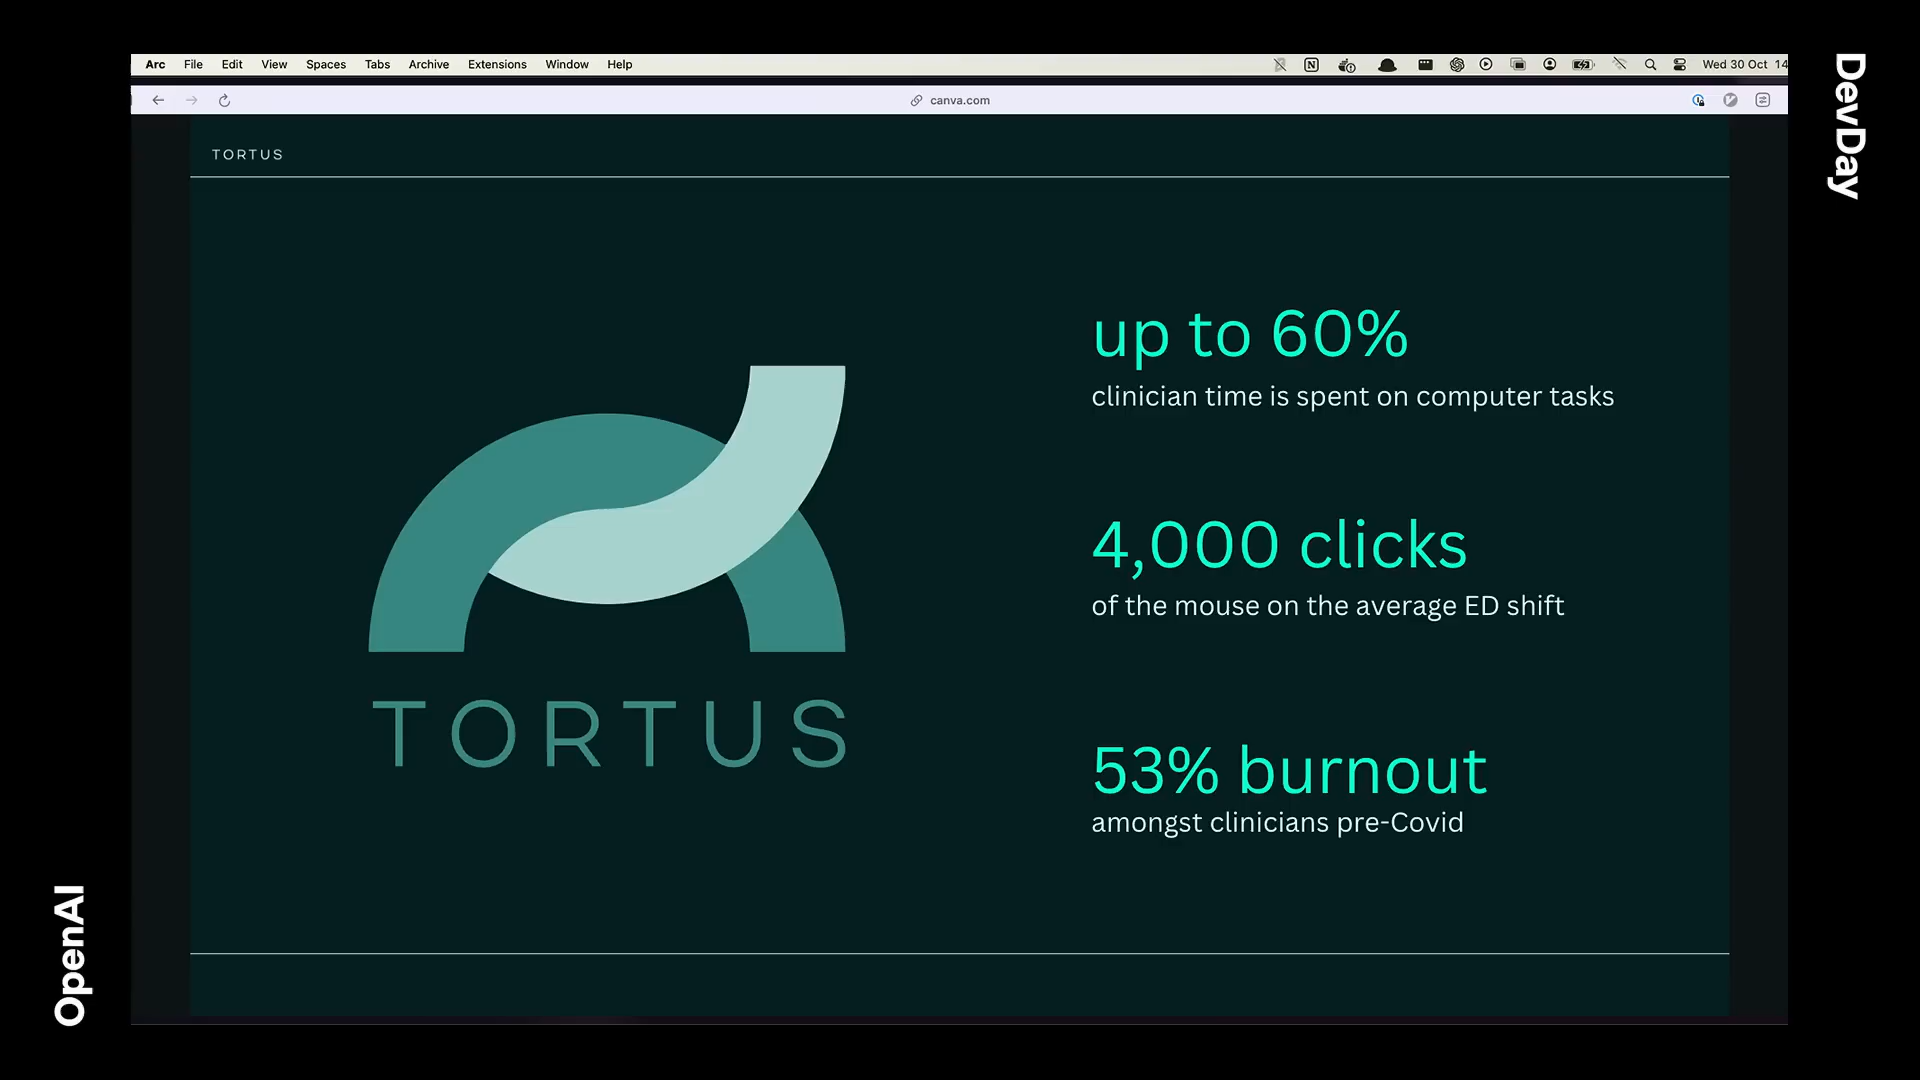 DevDay
Arc File Edit View Spaces Tabs Archive Extensions Window Help Wed 30 Oct 14
canva.com
TORTUS
TORTUS
up to 60%
clinician time is spent on computer tasks
4,000 clicks
of the mouse on the average ED shift
53% burnout
amongst clinicians pre-Covid
OpenAI